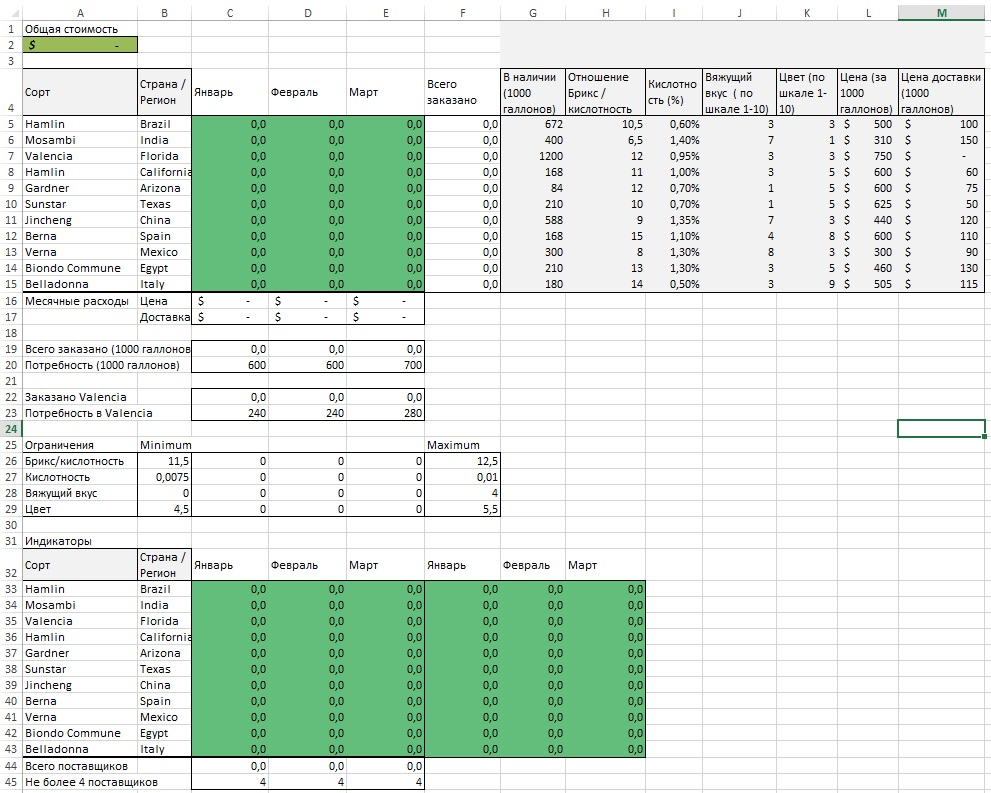 A B C D E F G H I J K L M
1 Общая стоимость
2 $ -
3
4 Сорт Страна / Регион Январь Февраль Март Всего заказано В наличии (1000 галлонов) Отношение Брикс / кислотность Кислотно сть (%) Вяжущий вкус ( по шкале 1-10) Цвет (по шкале 1-10) Цена (за 1000 галлонов) Цена доставки (1000 галлонов)
5 Hamlin Brazil 0,0 0,0 0,0 0,0 672 10,5 0,60% 3 3 $ 500 $ 100
6 Mosambi India 0,0 0,0 0,0 0,0 400 6,5 1,40% 7 1 $ 310 $ 150
7 Valencia Florida 0,0 0,0 0,0 0,0 1200 12 0,95% 3 3 $ 750 $ -
8 Hamlin California 0,0 0,0 0,0 0,0 168 11 1,00% 3 5 $ 600 $ 60
9 Gardner Arizona 0,0 0,0 0,0 0,0 84 12 0,70% 1 5 $ 600 $ 75
10 Sunstar Texas 0,0 0,0 0,0 0,0 210 10 0,70% 1 5 $ 625 $ 50
11 Jincheng China 0,0 0,0 0,0 0,0 588 9 1,35% 7 3 $ 440 $ 120
12 Berna Spain 0,0 0,0 0,0 0,0 168 15 1,10% 4 8 $ 600 $ 110
13 Verna Mexico 0,0 0,0 0,0 0,0 300 8 1,30% 8 3 $ 300 $ 90
14 Biondo Commune Egypt 0,0 0,0 0,0 0,0 210 13 1,30% 3 5 $ 460 $ 130
15 Belladonna Italy 0,0 0,0 0,0 0,0 180 14 0,50% 3 9 $ 505 $ 115
16 Месячные расходы Цена $ - $ - $ -
17 Доставка $ - $ - $ -
18
19 Всего заказано (1000 галлонов 0,0 0,0 0,0
20 Потребность (1000 галлонов) 600 600 700
21
22 Заказано Valencia 0,0 0,0 0,0
23 Потребность в Valencia 240 240 280
24
25 Ограничения Minimum Maximum
26 Брикс/кислотность 11,5 0 0 0 12,5
27 Кислотность 0,0075 0 0 0 0,01
28 Вяжущий вкус 0 0 0 0 4
29 Цвет 4,5 0 0 0 5,5
30
31 Индикаторы
32 Сорт Страна / Регион Январь Февраль Март Январь Февраль Март
33 Hamlin Brazil 0,0 0,0 0,0 0,0 0,0 0,0
34 Mosambi India 0,0 0,0 0,0 0,0 0,0 0,0
35 Valencia Florida 0,0 0,0 0,0 0,0 0,0 0,0
36 Hamlin California 0,0 0,0 0,0 0,0 0,0 0,0
37 Gardner Arizona 0,0 0,0 0,0 0,0 0,0 0,0
38 Sunstar Texas 0,0 0,0 0,0 0,0 0,0 0,0
39 Jincheng China 0,0 0,0 0,0 0,0 0,0 0,0
40 Berna Spain 0,0 0,0 0,0 0,0 0,0 0,0
41 Verna Mexico 0,0 0,0 0,0 0,0 0,0 0,0
42 Biondo Commune Egypt 0,0 0,0 0,0 0,0 0,0 0,0
43 Belladonna Italy 0,0 0,0 0,0 0,0 0,0 0,0
44 Всего поставщиков 0,0 0,0 0,0
45 Не более 4 поставщиков 4 4 4